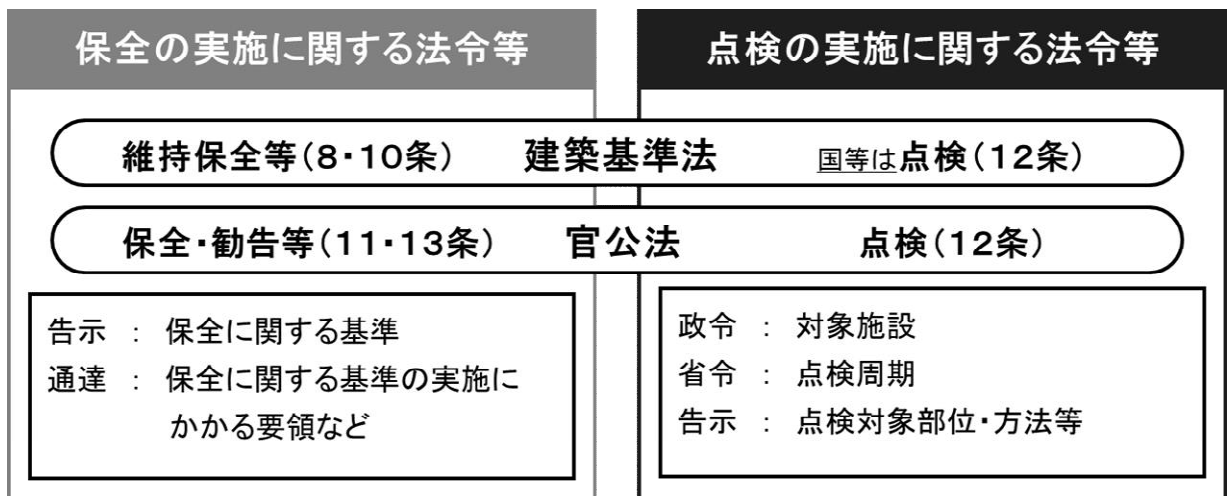 保全の実施に関する法令等
点検の実施に関する法令等
維持保全等(8・10条) 建築基準法 国等は点検(12条)
保全・勧告等(11・13条) 官公法 点検(12条)
告示 : 保全に関する基準
通達 : 保全に関する基準の実施に
かかる要領など
政令 : 対象施設
省令 : 点検周期
告示 : 点検対象部位・方法等